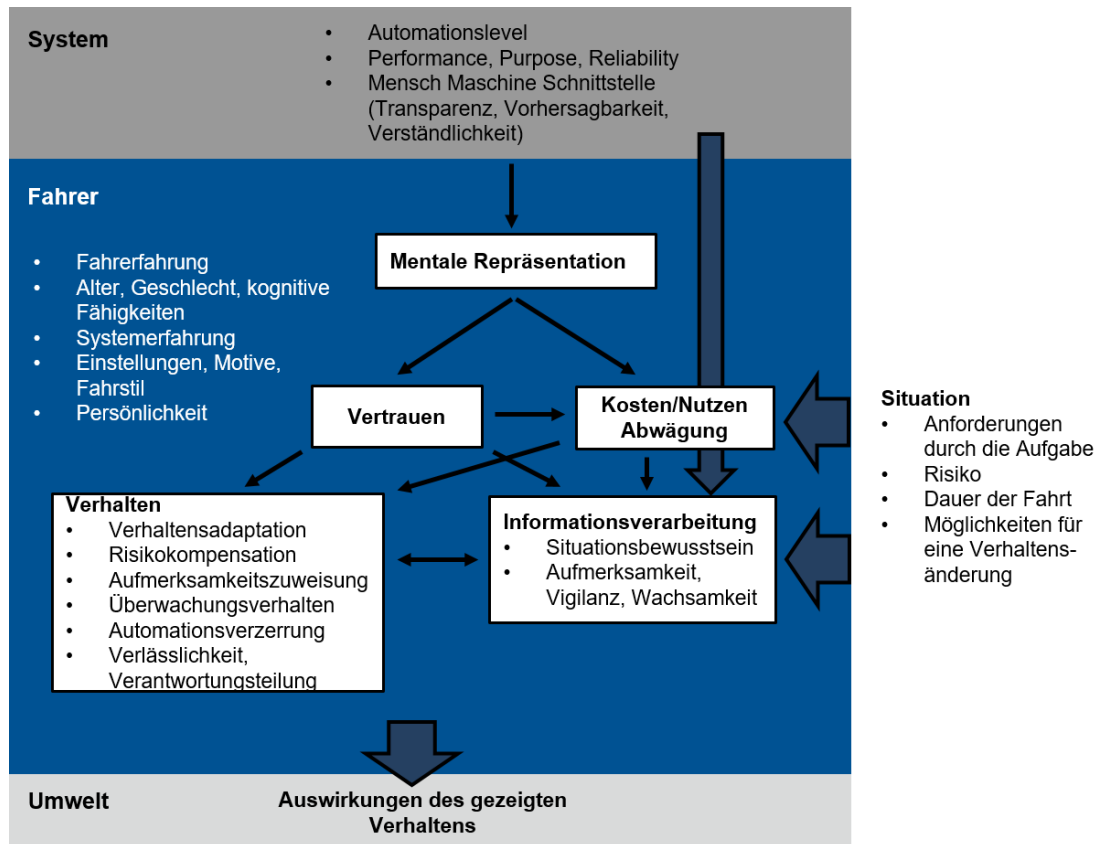 System
• Automationslevel
• Performance, Purpose, Reliability
• Mensch Maschine Schnittstelle
(Transparenz, Vorhersagbarkeit,
Verständlichkeit)
Fahrer
• Fahrerfahrung
• Alter, Geschlecht, kognitive
Fähigkeiten
• Systemerfahrung
• Einstellungen, Motive,
Fahrstil
• Persönlichkeit
Mentale Repräsentation
Vertrauen
Kosten/Nutzen
Abwägung
Verhalten
• Verhaltensadaptation
• Risikokompensation
• Aufmerksamkeitszuweisung
• Überwachungsverhalten
• Automationsverzerrung
• Verlässlichkeit,
Verantwortungsteilung
Informationsverarbeitung
• Situationsbewusstsein
• Aufmerksamkeit,
Vigilanz, Wachsamkeit
Situation
• Anforderungen
durch die Aufgabe
• Risiko
• Dauer der Fahrt
• Möglichkeiten für
eine Verhaltens-
änderung
Umwelt
Auswirkungen des gezeigten
Verhaltens